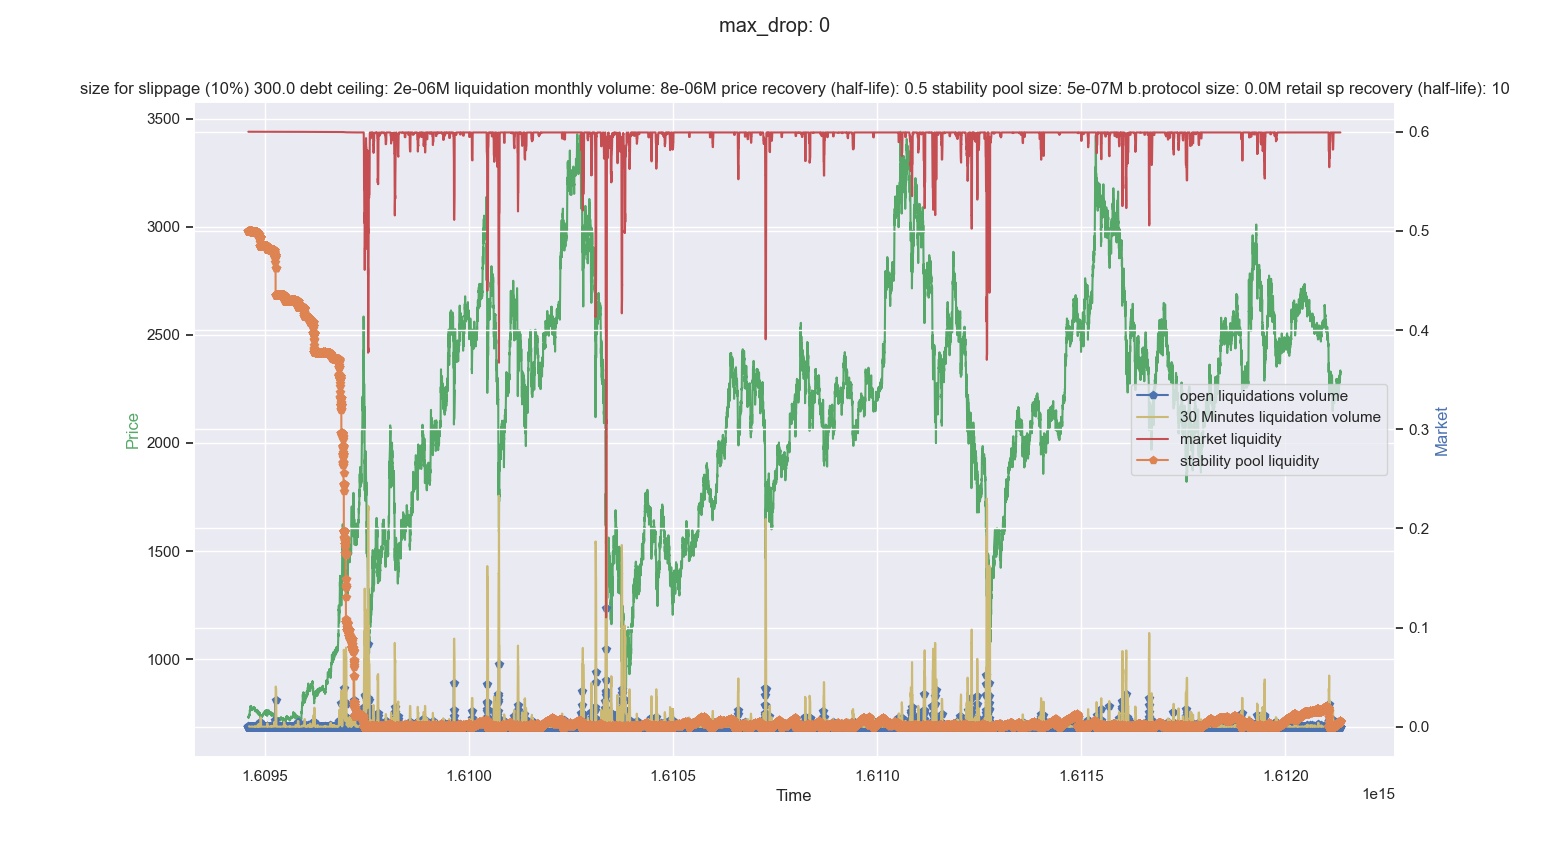 max_drop: 0
size for slippage (10%) 300.0 debt ceiling: 2e-06M liquidation monthly volume: 8e-06M price recovery (half-life): 0.5 stability pool size: 5e-07M b.protocol size: 0.0M retail sp recovery (half-life): 10
3500
3000
2500
2000
1500
1000
Price
0.6
0.5
0.4
0.3
0.2
0.1
0.0
Market
open liquidations volume
30 Minutes liquidation volume
market liquidity
stability pool liquidity
1.6095 1.6100 1.6105 1.6110 1.6115 1.6120
1e15
Time